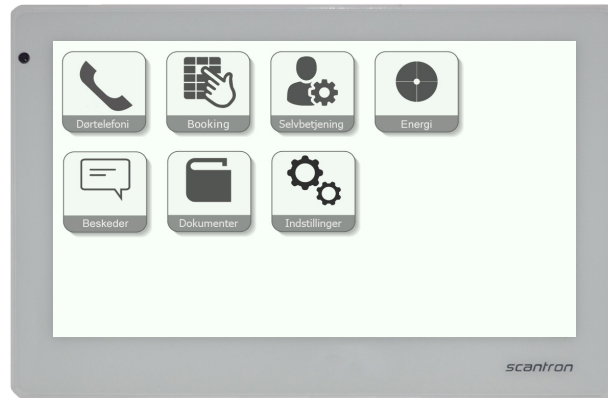 Dørtelefoni
Booking
Selvbetjening
Energi
Beskeder
Dokumenter
Indstillinger
scantron